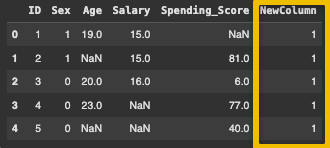 ID Sex Age Salary Spending_Score NewColumn
0 1 1 19.0 15.0 NaN 1
1 2 1 NaN 15.0 81.0 1
2 3 0 20.0 16.0 6.0 1
3 4 0 23.0 NaN 77.0 1
4 5 0 NaN NaN 40.0 1